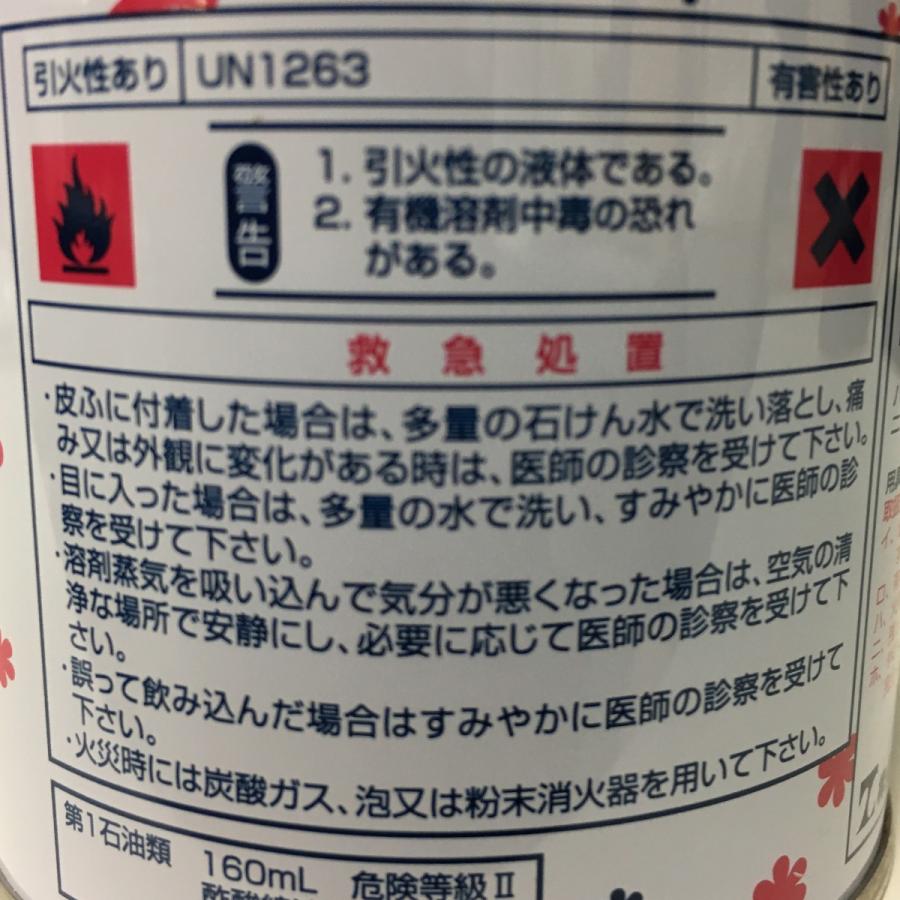 引火性あり UN1263 有害性あり
警告
1. 引火性の液体である。
2. 有機溶剤中毒の恐れ
がある。
救急処置
・皮ふに付着した場合は、多量の石けん水で洗い落とし、痛
み又は外観に変化がある時は、医師の診察を受けて下さい。
・目に入った場合は、多量の水で洗い、すみやかに医師の診
察を受けて下さい。
・溶剤蒸気を吸い込んで気分が悪くなった場合は、空気の清
浄な場所で安静にし、必要に応じて医師の診察を受けて下
さい。
・誤って飲み込んだ場合はすみやかに医師の診察を受けて
下さい。
・火災時には炭酸ガス、泡又は粉末消火器を用いて下さい。
第1石油類 160mL 危険等級Ⅱ